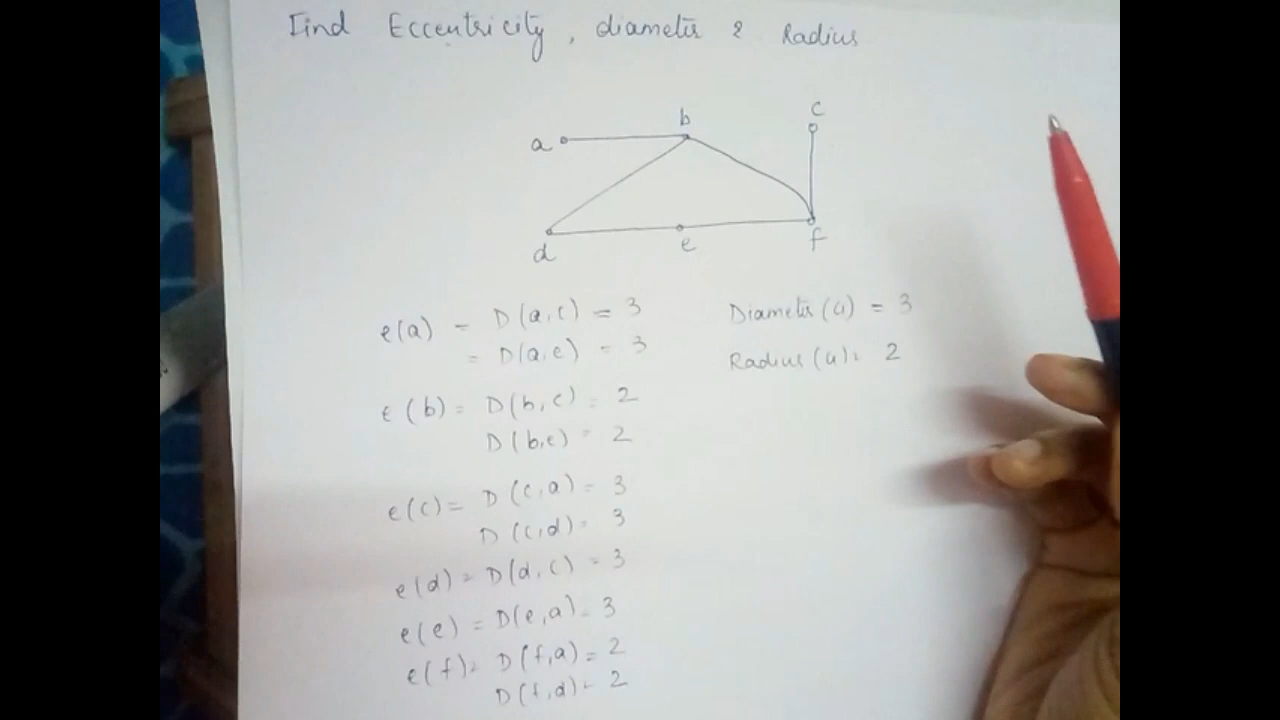 Find Eccentricity, diameter & Radius
a b c
d e f
e(a) = D(a,c) = 3
= D(a,e) = 3
e(b) = D(b,c) = 2
D(b,e) = 2
e(c) = D(c,a) = 3
D(c,d) = 3
e(d) = D(d,c) = 3
e(e) = D(e,a) = 3
e(f) = D(f,a) = 2
D(f,d) = 2
Diameter(G) = 3
Radius(G) = 2